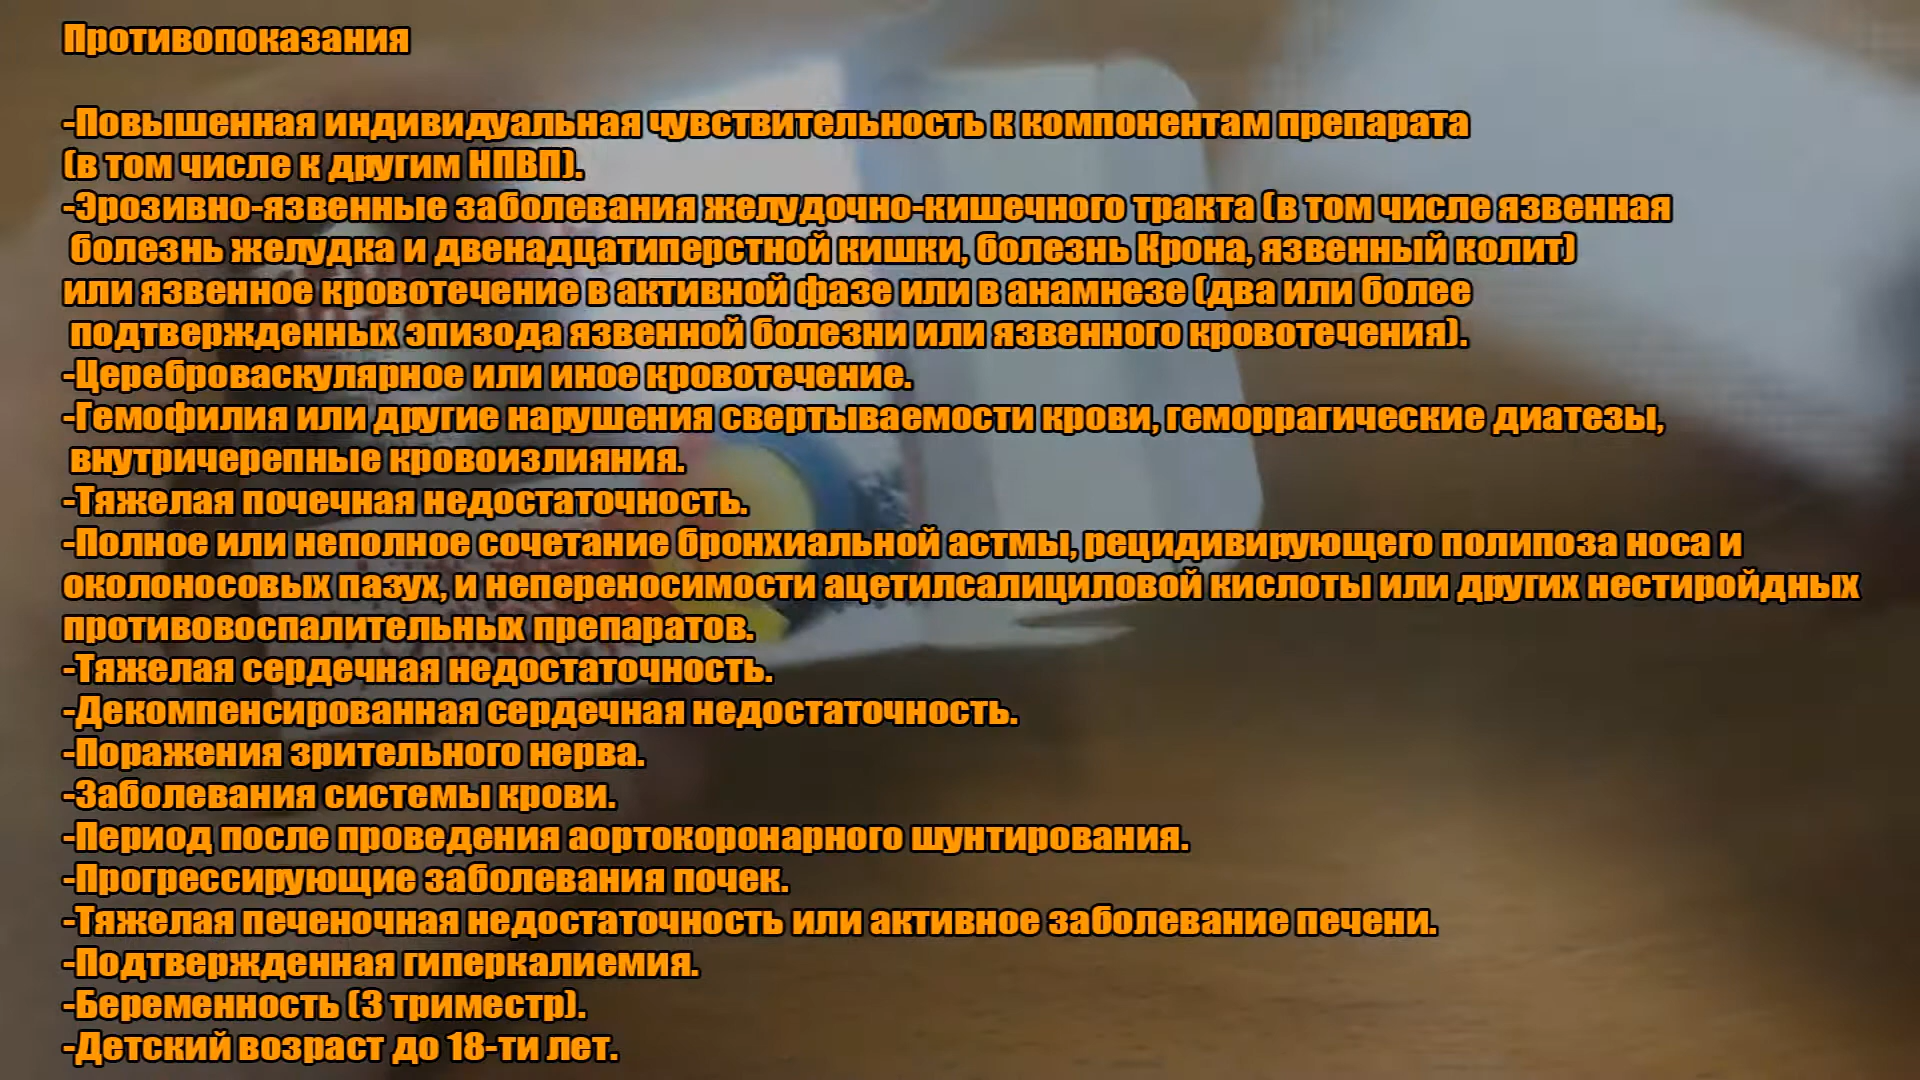 Противопоказания
-Повышенная индивидуальная чувствительность к компонентам препарата
(в том числе к другим НПВП).
-Эрозивно-язвенные заболевания желудочно-кишечного тракта (в том числе язвенная
болезнь желудка и двенадцатиперстной кишки, болезнь Крона, язвенный колит)
или язвенное кровотечение в активной фазе или в анамнезе (два или более
подтвержденных эпизода язвенной болезни или язвенного кровотечения).
-Цереброваскулярное или иное кровотечение.
-Гемофилия или другие нарушения свертываемости крови, геморрагические диатезы,
внутричерепные кровоизлияния.
-Тяжелая почечная недостаточность.
-Полное или неполное сочетание бронхиальной астмы, рецидивирующего полипоза носа и
околоносовых пазух, и непереносимости ацетилсалициловой кислоты или других нестиройдных
противовоспалительных препаратов.
-Тяжелая сердечная недостаточность.
-Декомпенсированная сердечная недостаточность.
-Поражения зрительного нерва.
-Заболевания системы крови.
-Период после проведения аортокоронарного шунтирования.
-Прогрессирующие заболевания почек.
-Тяжелая печеночная недостаточность или активное заболевание печени.
-Подтвержденная гиперкалиемия.
-Беременность (3 триместр).
-Детский возраст до 18-ти лет.